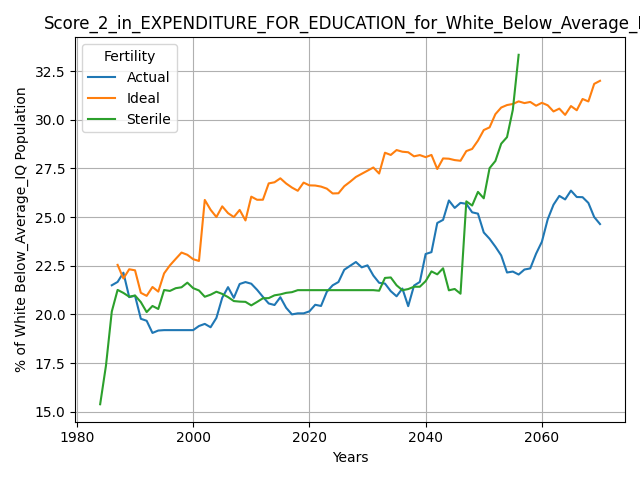 Score_2_in_EXPENDITURE_FOR_EDUCATION_for_White_Below_Average_
Fertility
Actual
Ideal
Sterile
% of White Below_Average_IQ Population
32.5
30.0
27.5
25.0
22.5
20.0
17.5
15.0
1980
2000
2020
2040
2060
Years